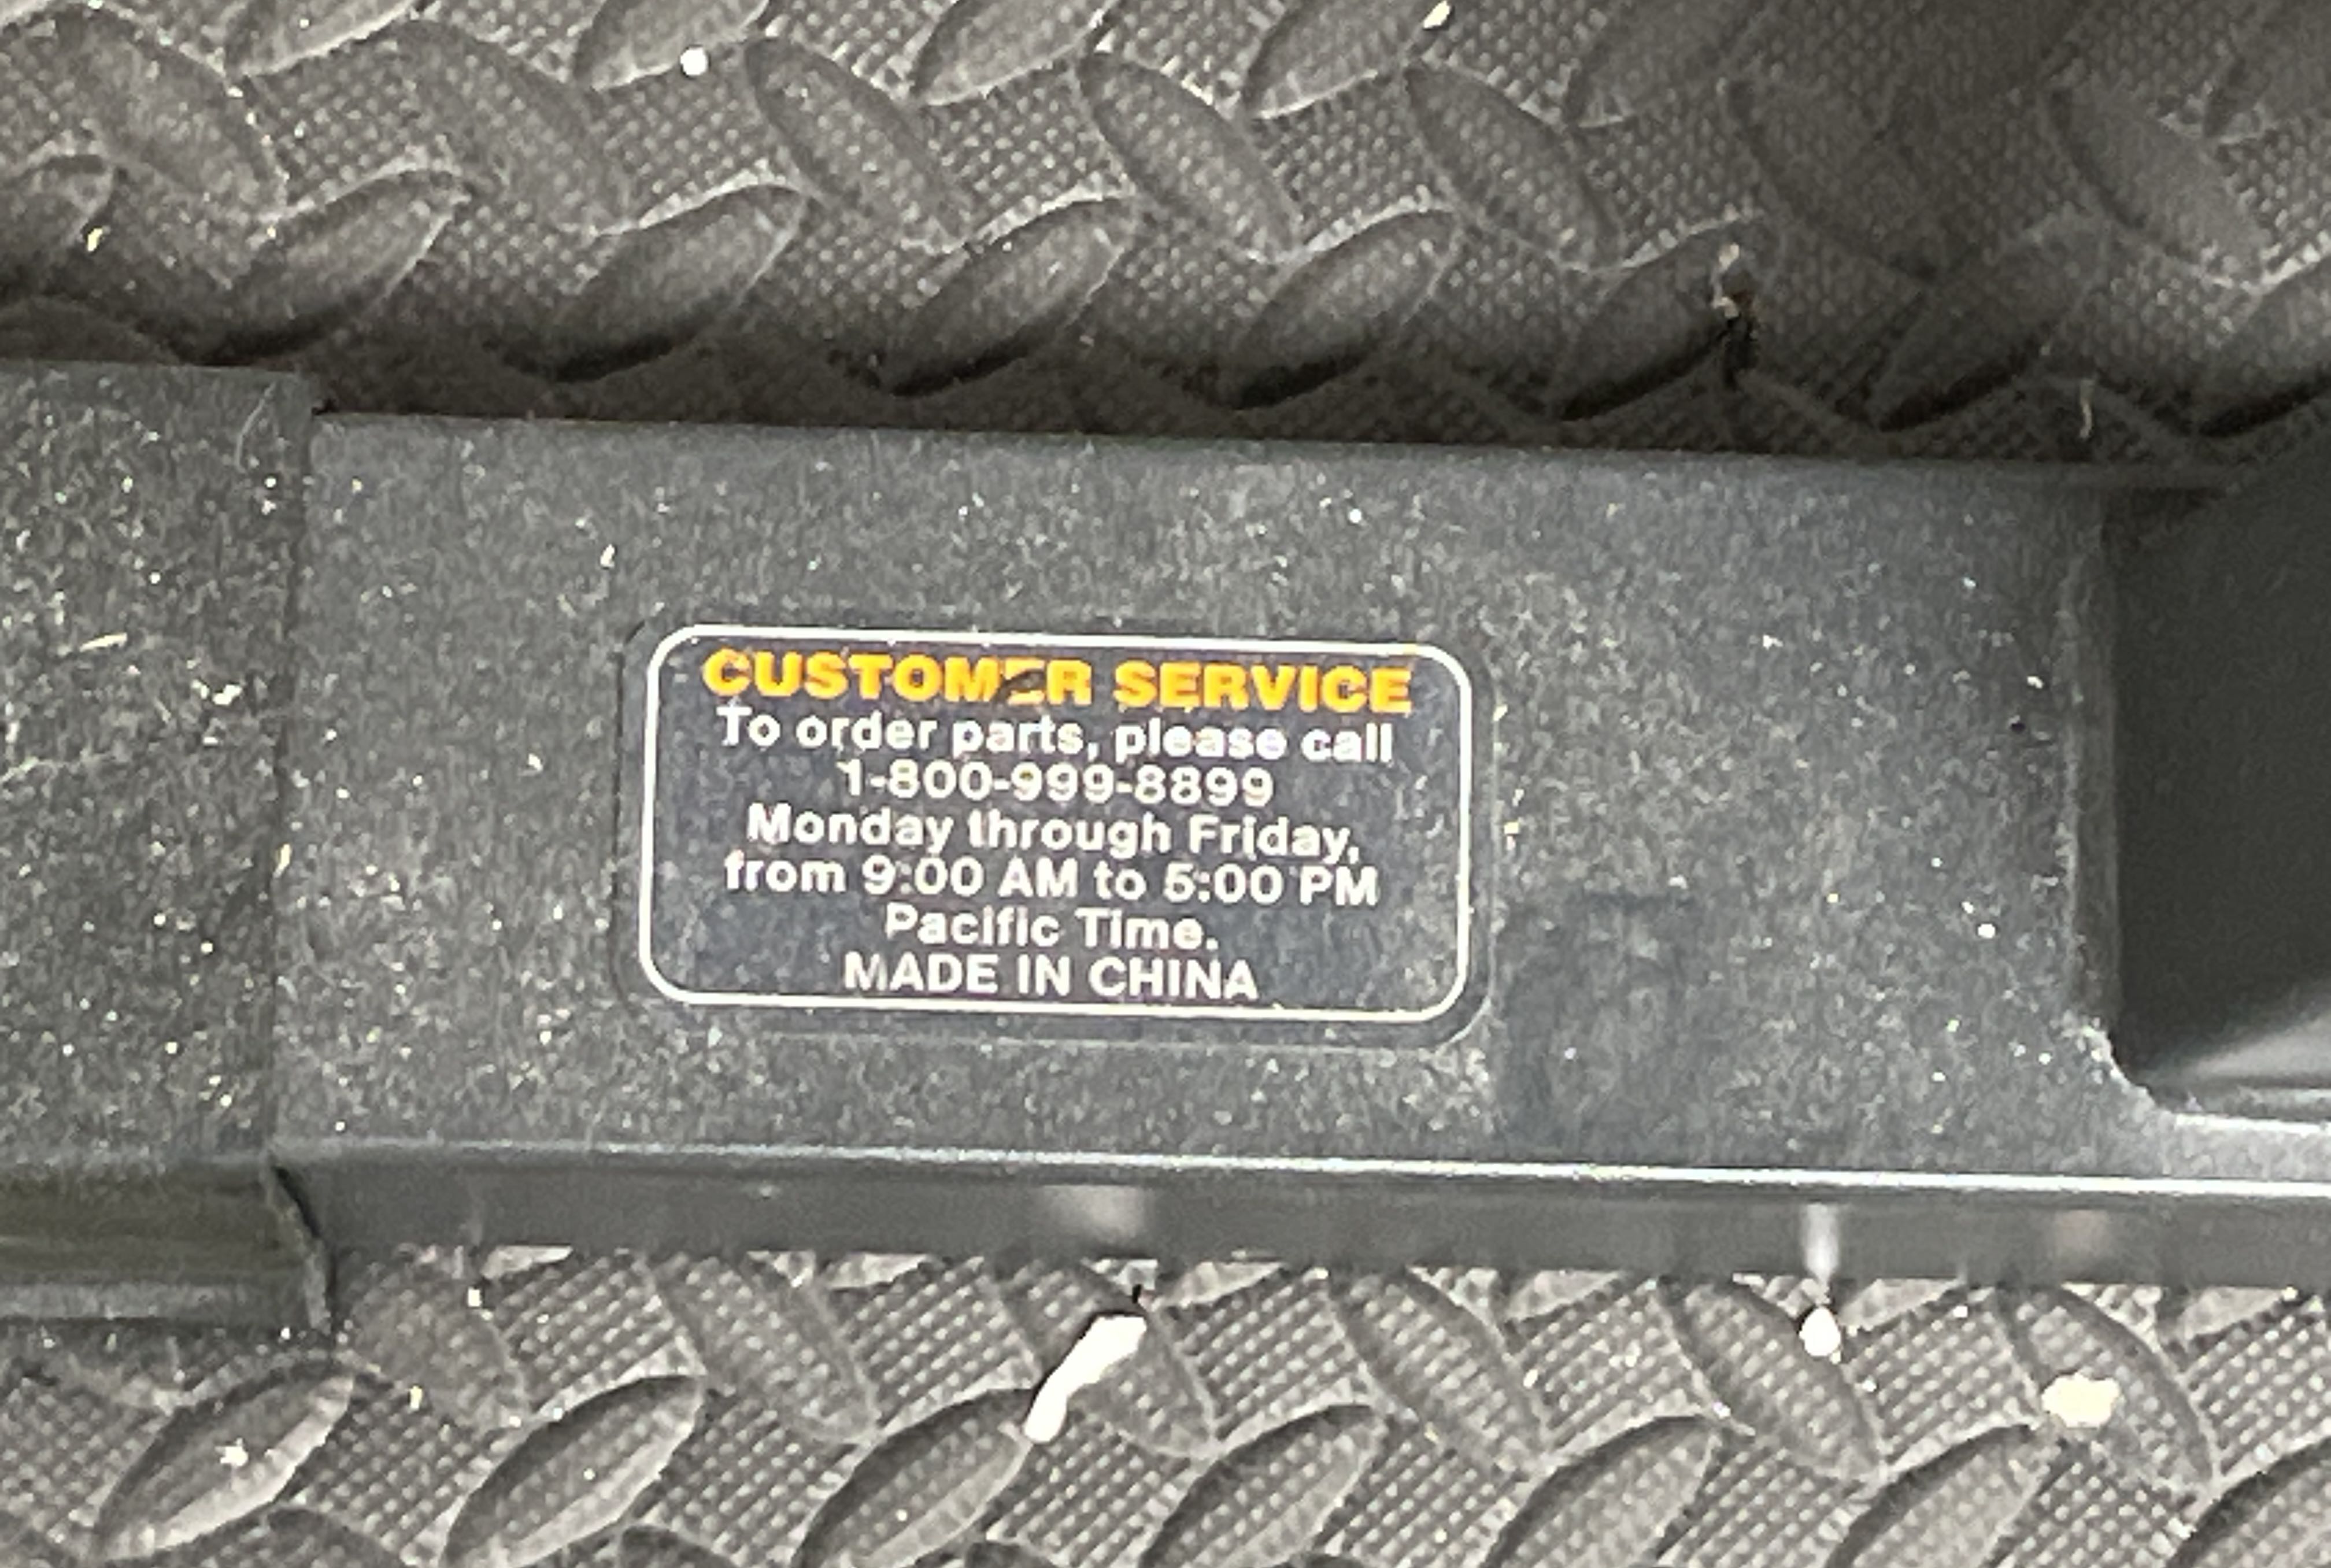 CUSTOMER SERVICE
To order parts, please call
1-800-999-8899
Monday through Friday,
from 9:00 AM to 5:00 PM
Pacific Time.
MADE IN CHINA